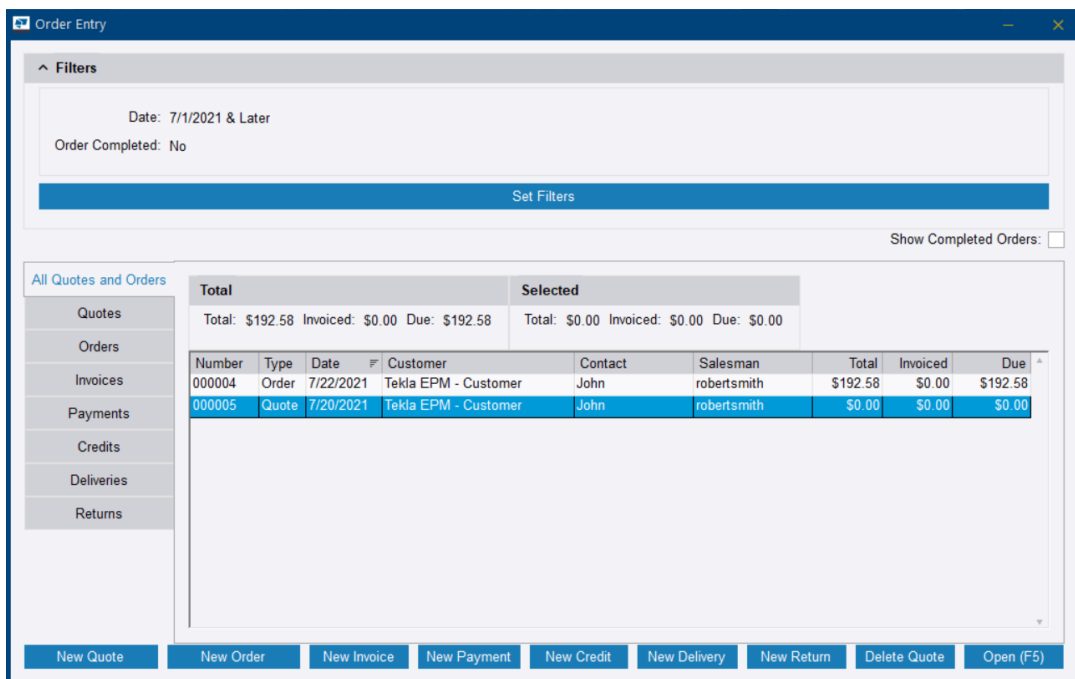 Order Entry
Filters
Date: 7/1/2021 & Later
Order Completed: No
Set Filters
Show Completed Orders:
All Quotes and Orders
Quotes
Orders
Invoices
Payments
Credits
Deliveries
Returns
Total Selected
Total: $192.58 Invoiced: $0.00 Due: $192.58 Total: $0.00 Invoiced: $0.00 Due: $0.00
Number Type Date Customer Contact Salesman Total Invoiced Due
000004 Order 7/22/2021 Tekla EPM - Customer John robertsmith $192.58 $0.00 $192.58
000005 Quote 7/20/2021 Tekla EPM - Customer John robertsmith $0.00 $0.00 $0.00
New Quote New Order New Invoice New Payment New Credit New Delivery New Return Delete Quote Open (F5)